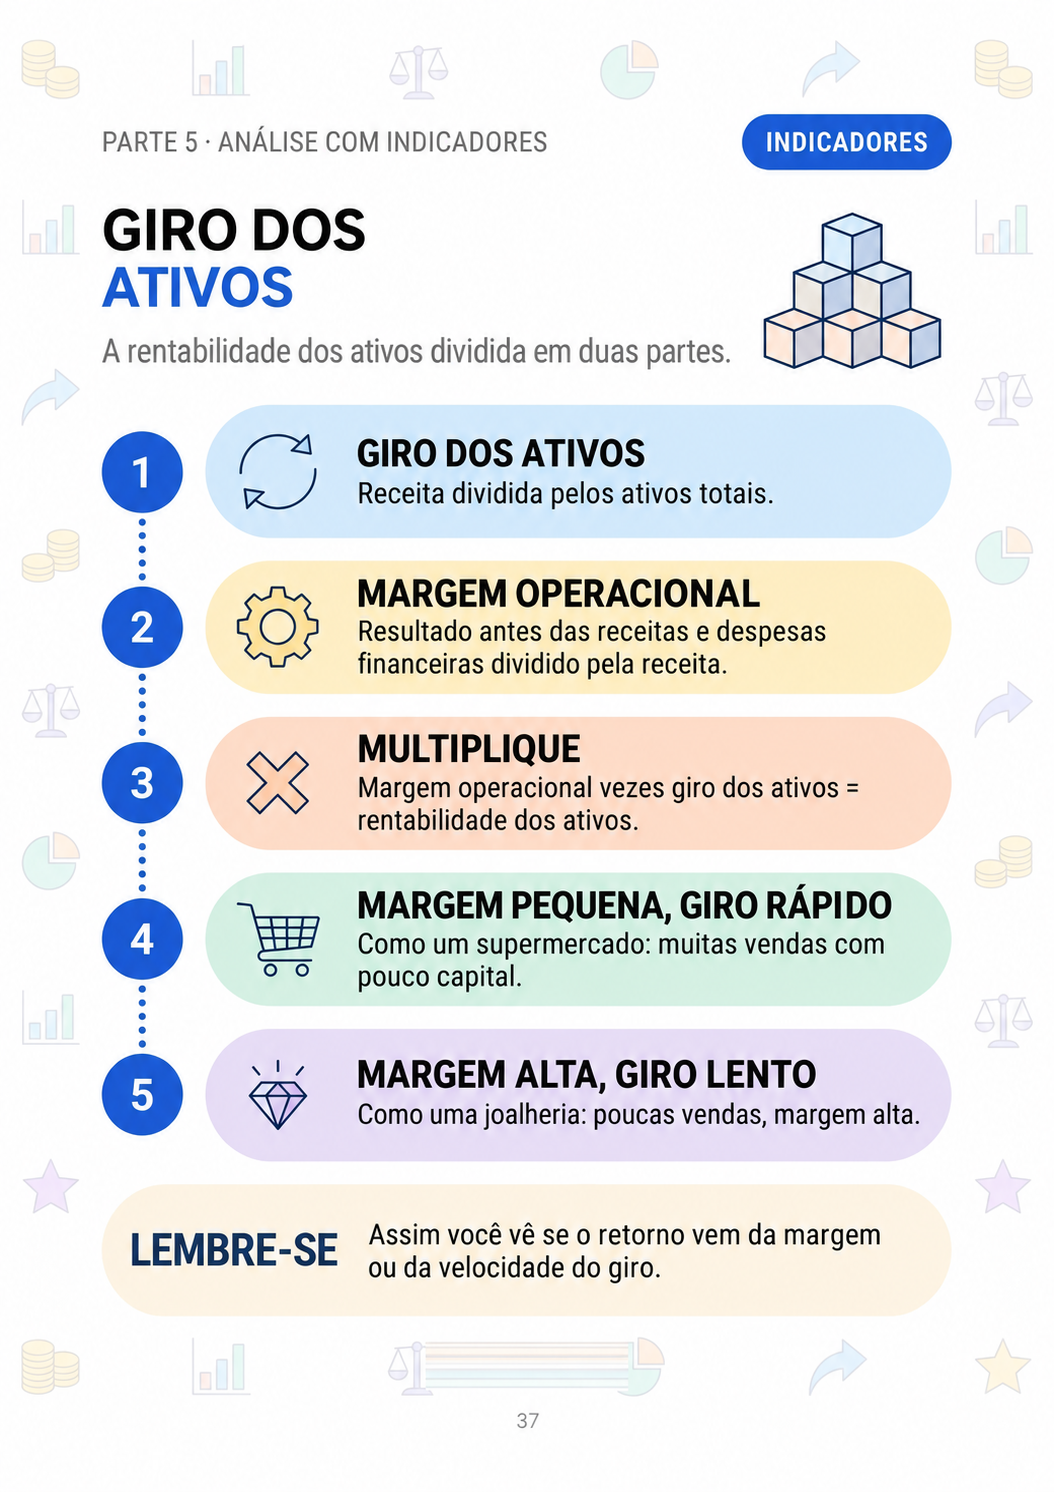 PARTE 5 · ANÁLISE COM INDICADORES
INDICADORES
GIRO DOS
ATIVOS
A rentabilidade dos ativos dividida em duas partes.
1
GIRO DOS ATIVOS
Receita dividida pelos ativos totais.
2
MARGEM OPERACIONAL
Resultado antes das receitas e despesas
financeiras dividido pela receita.
3
MULTIPLIQUE
Margem operacional vezes giro dos ativos =
rentabilidade dos ativos.
4
MARGEM PEQUENA, GIRO RÁPIDO
Como um supermercado: muitas vendas com
pouco capital.
5
MARGEM ALTA, GIRO LENTO
Como uma joalheria: poucas vendas, margem alta.
LEMBRE-SE
Assim você vê se o retorno vem da margem
ou da velocidade do giro.
37